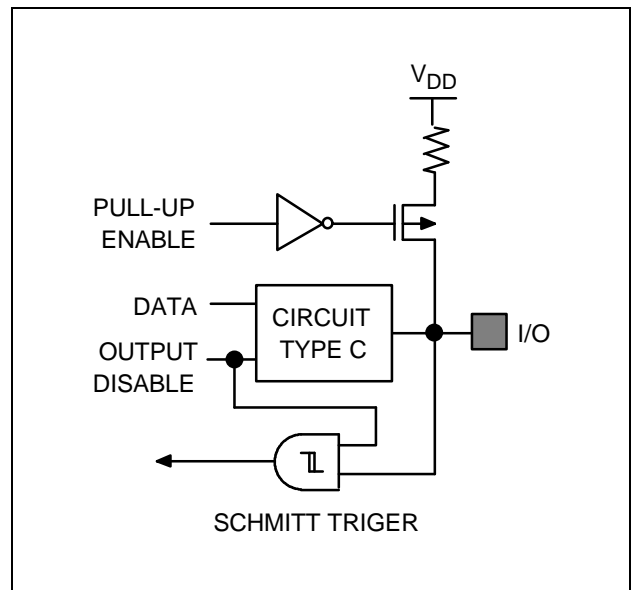 VDD
PULL-UP
ENABLE
DATA
CIRCUIT
TYPE C
I/O
OUTPUT
DISABLE
SCHMITT TRIGER